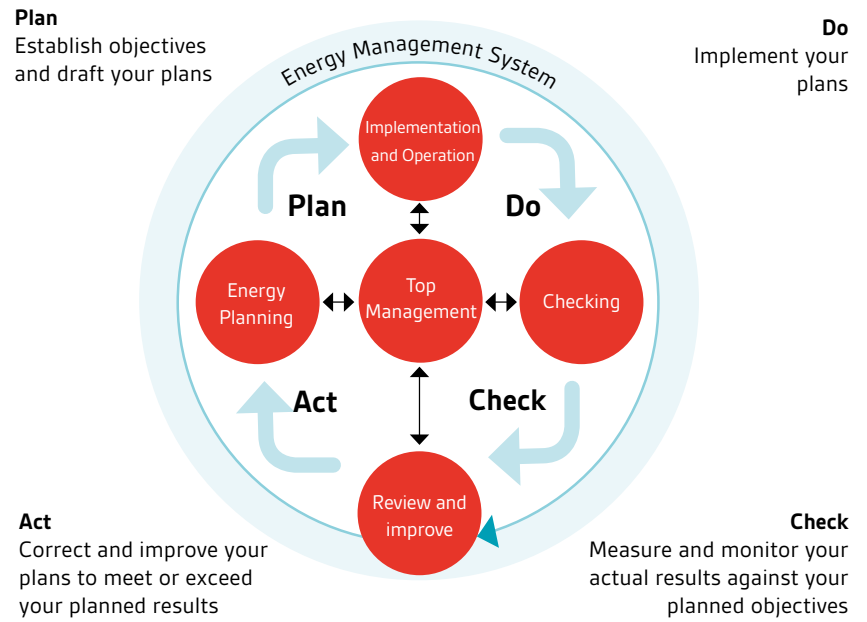 Plan
Establish objectives
and draft your plans
Do
Implement your
plans
Energy Management System
Implementation
and Operation
Plan
Do
Energy
Planning
Top
Management
Checking
Act
Check
Review and
improve
Act
Correct and improve your
plans to meet or exceed
your planned results
Check
Measure and monitor your
actual results against your
planned objectives